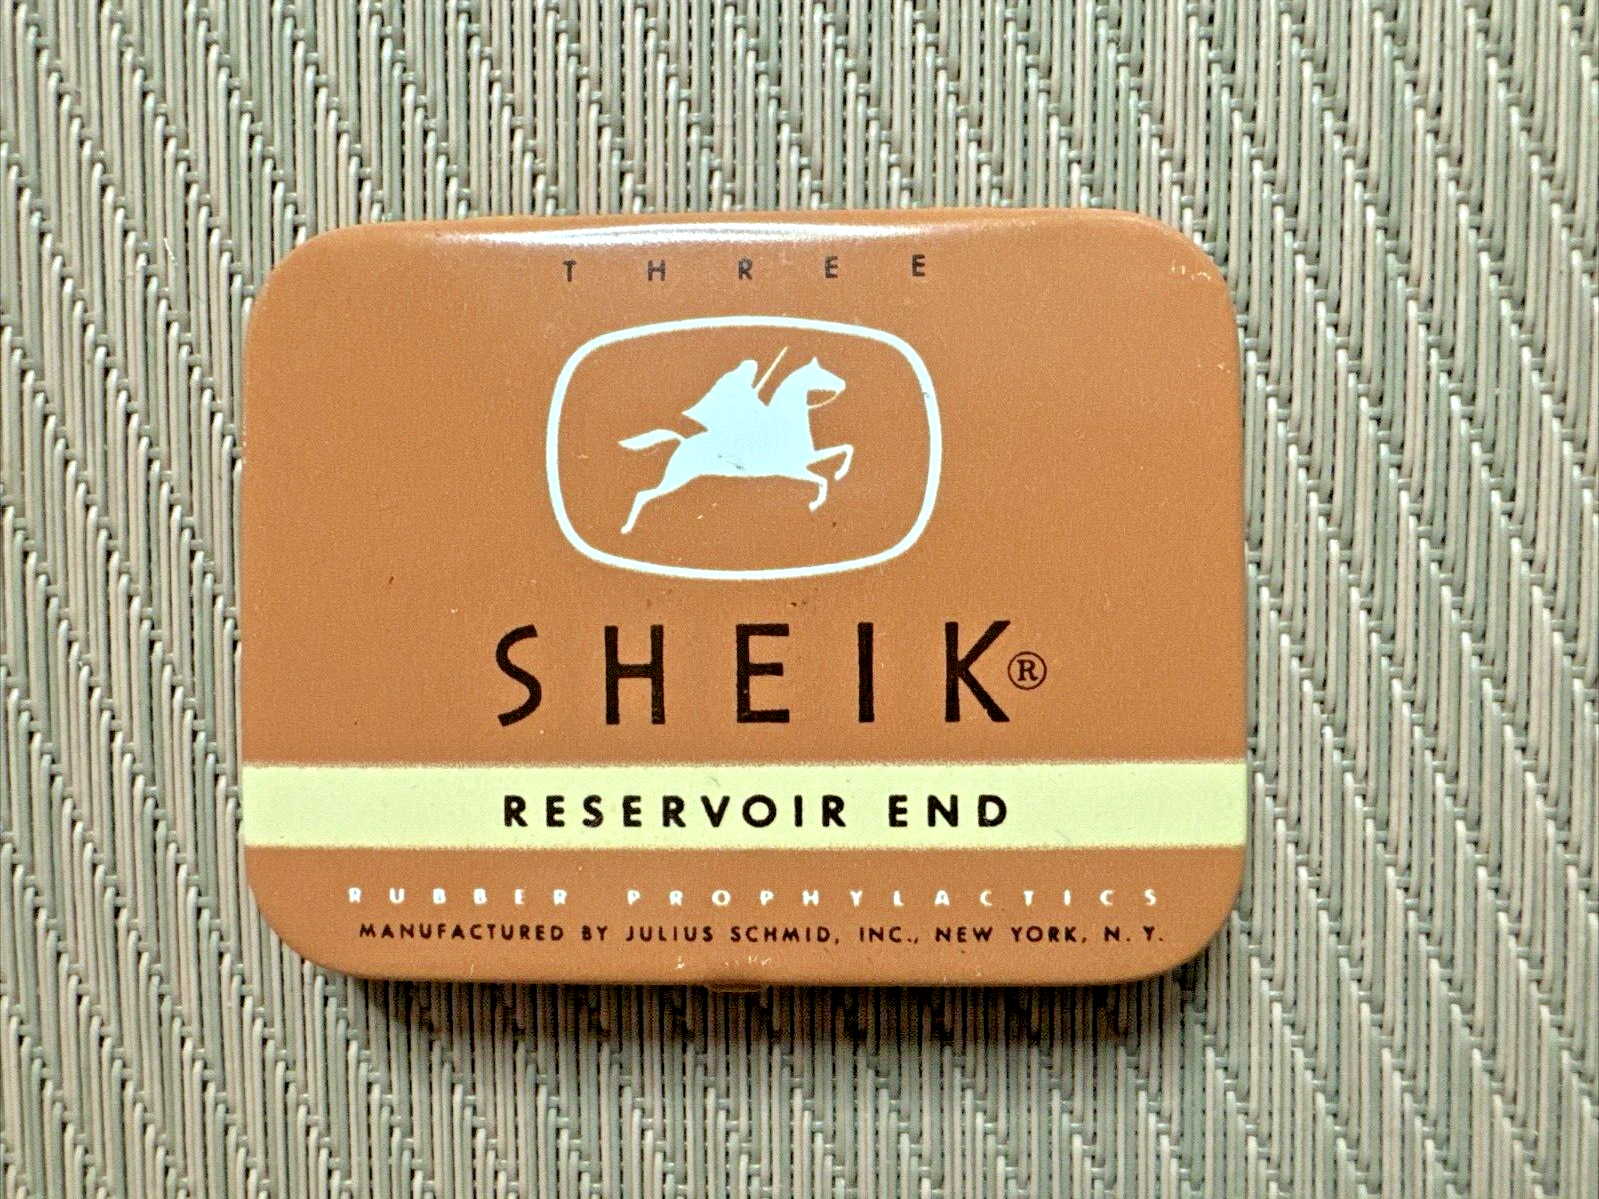 THREE
SHEIK®
RESERVOIR END
RUBBER PROPHYLACTICS
MANUFACTURED BY JULIUS SCHMID, INC., NEW YORK, N. Y.